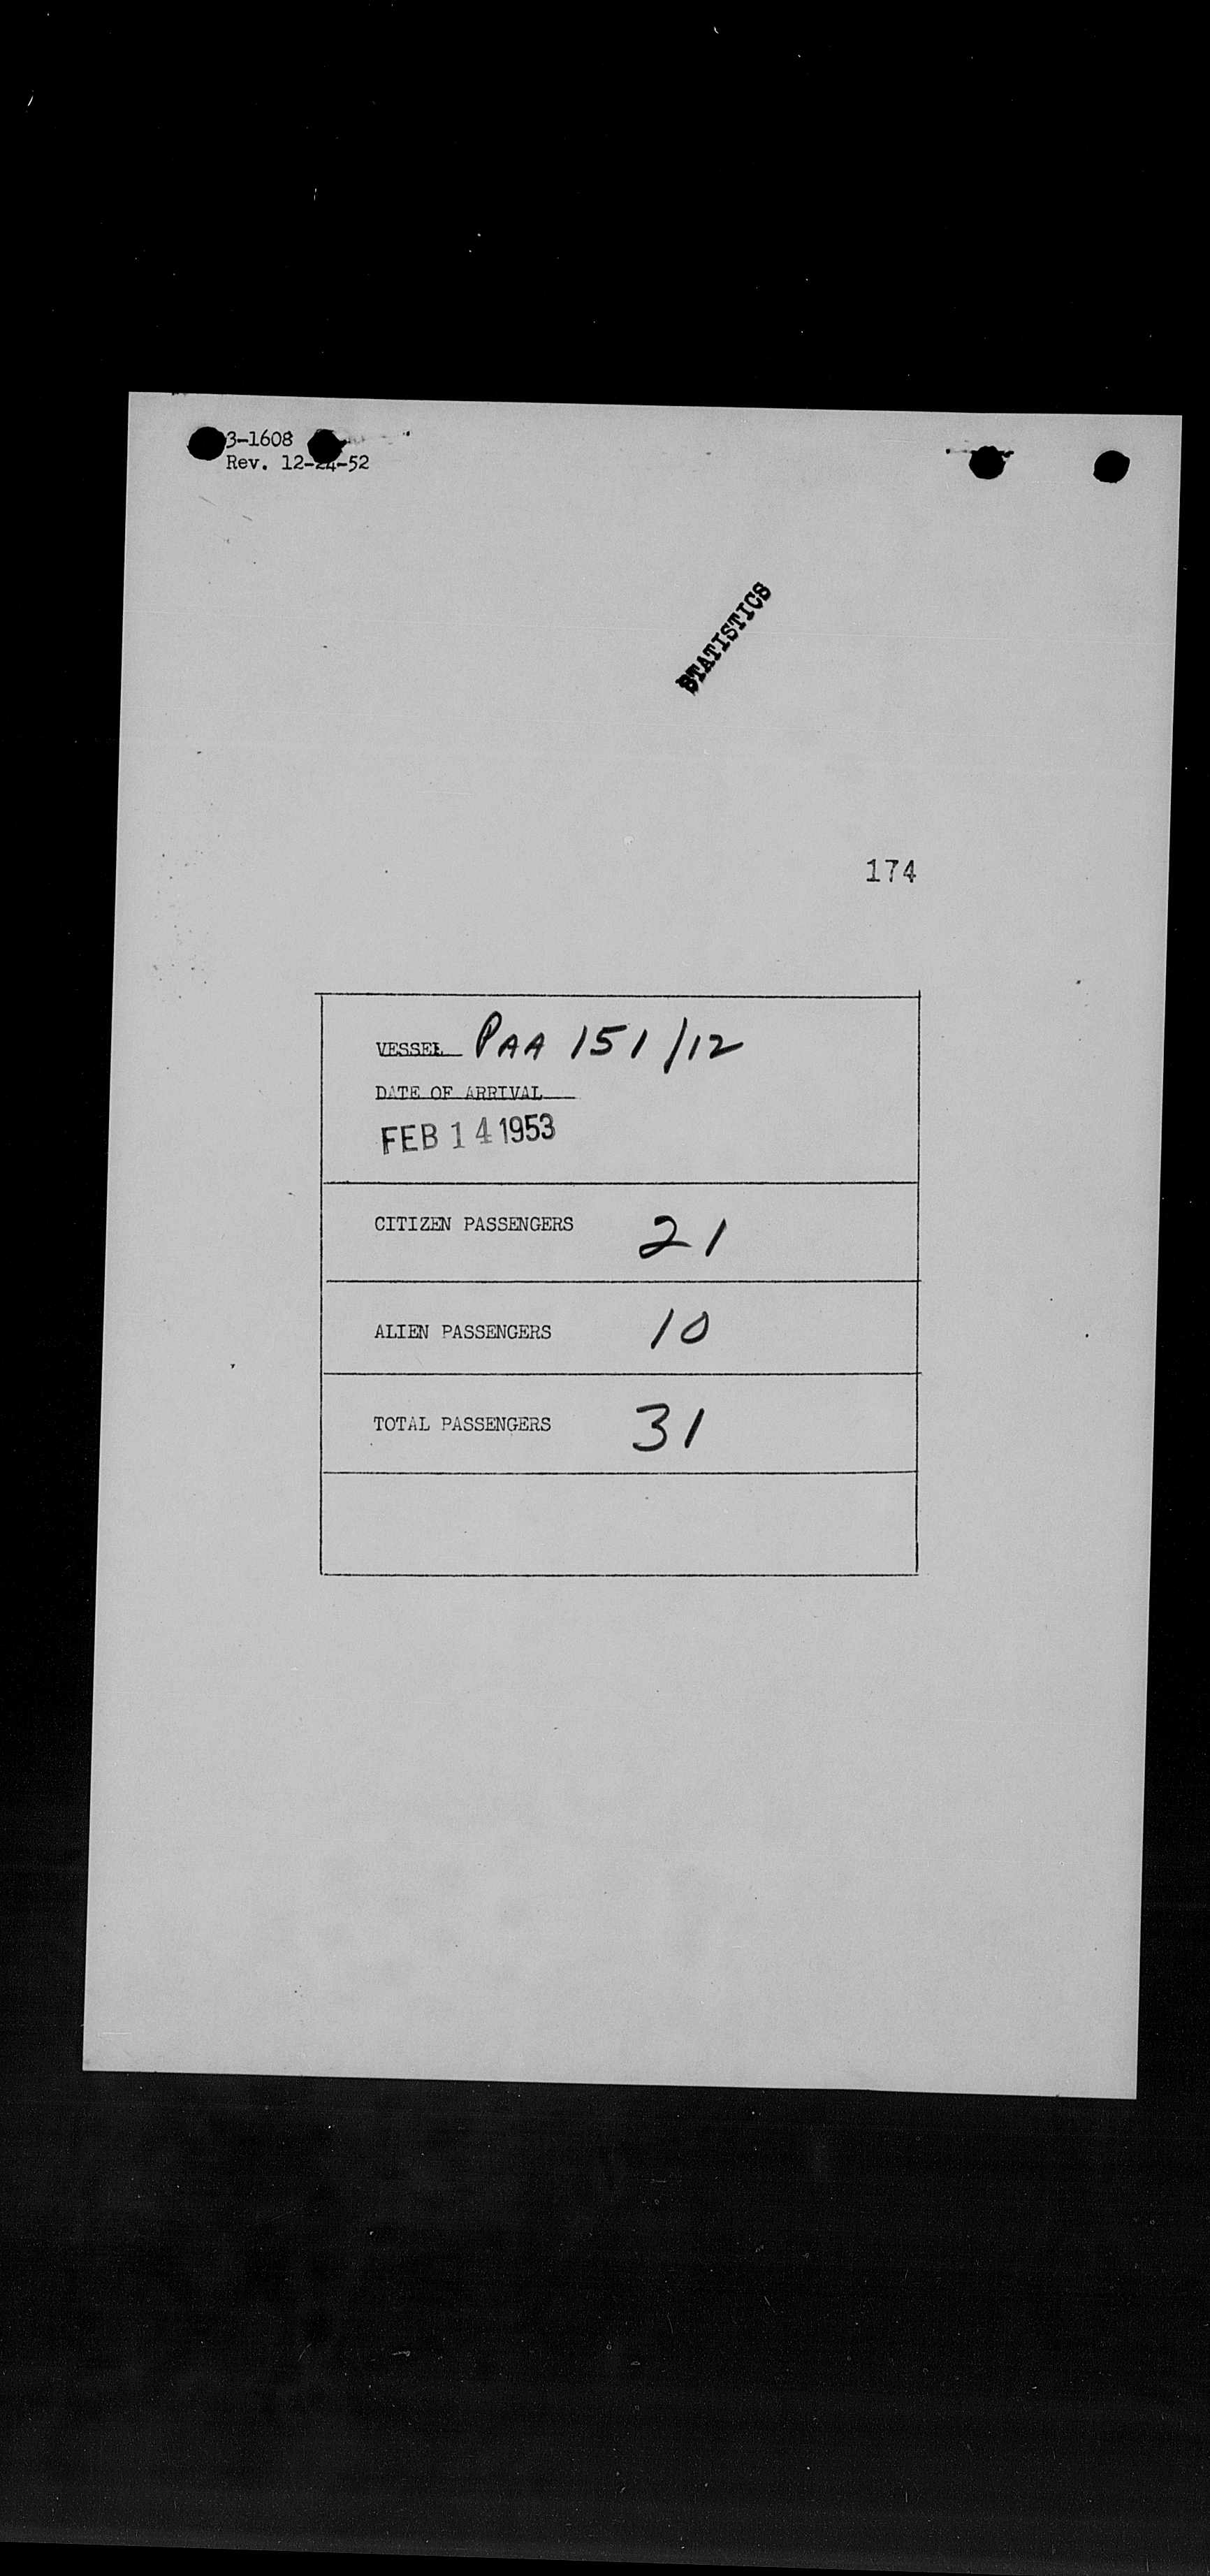 3-1608
Rev. 12-24-52
STATISTICS
174
VESSEL PAA 151/12
DATE OF ARRIVAL
FEB 14 1953
CITIZEN PASSENGERS 21
ALIEN PASSENGERS 10
TOTAL PASSENGERS 31